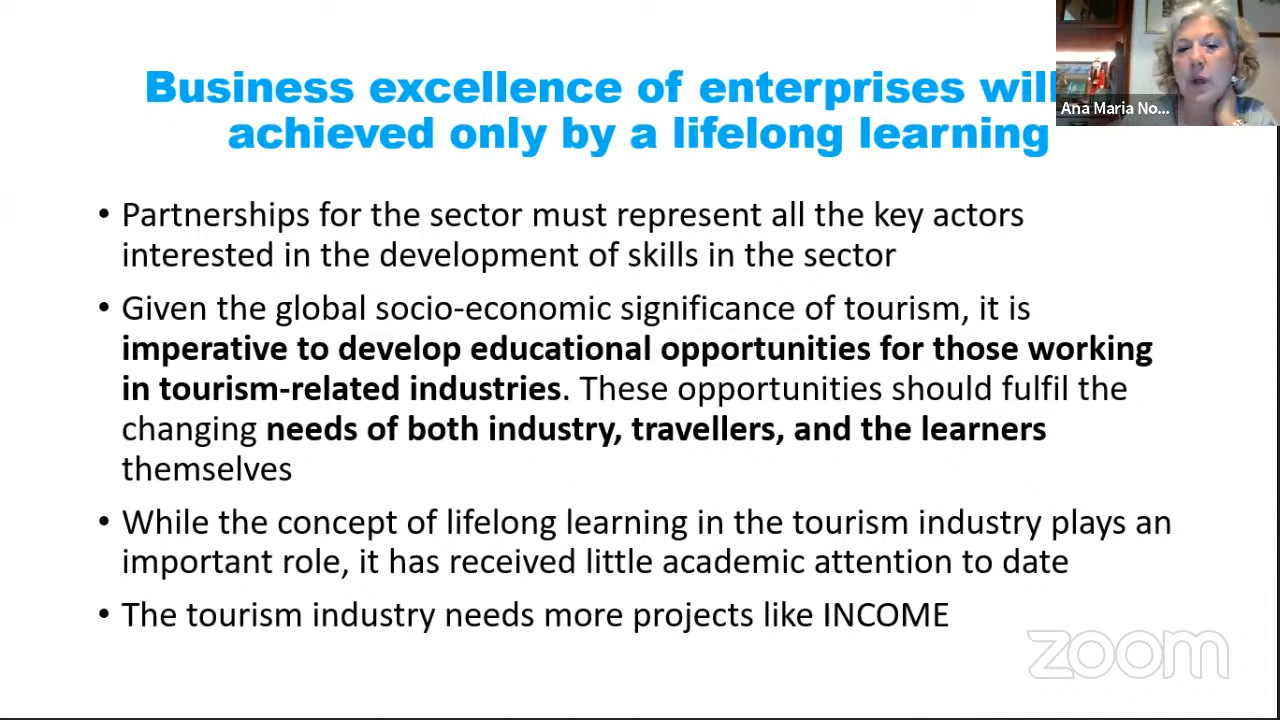 Business excellence of enterprises will
achieved only by a lifelong learning
Ana Maria No...
• Partnerships for the sector must represent all the key actors
interested in the development of skills in the sector
• Given the global socio-economic significance of tourism, it is
imperative to develop educational opportunities for those working
in tourism-related industries. These opportunities should fulfil the
changing needs of both industry, travellers, and the learners
themselves
• While the concept of lifelong learning in the tourism industry plays an
important role, it has received little academic attention to date
• The tourism industry needs more projects like INCOME
zoom